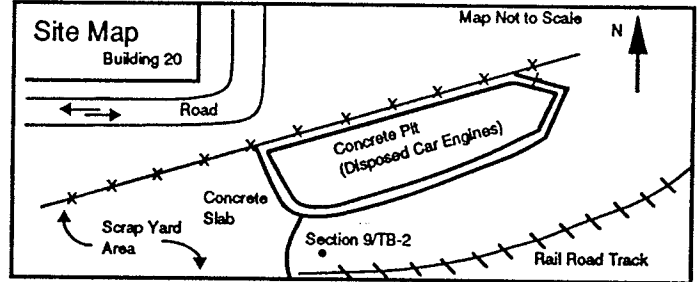 Site Map
Building 20
Map Not to Scale
N
Road
Concrete Pit
(Disposed Car Engines)
Concrete
Slab
Scrap Yard
Area
Section 9/TB-2
Rail Road Track